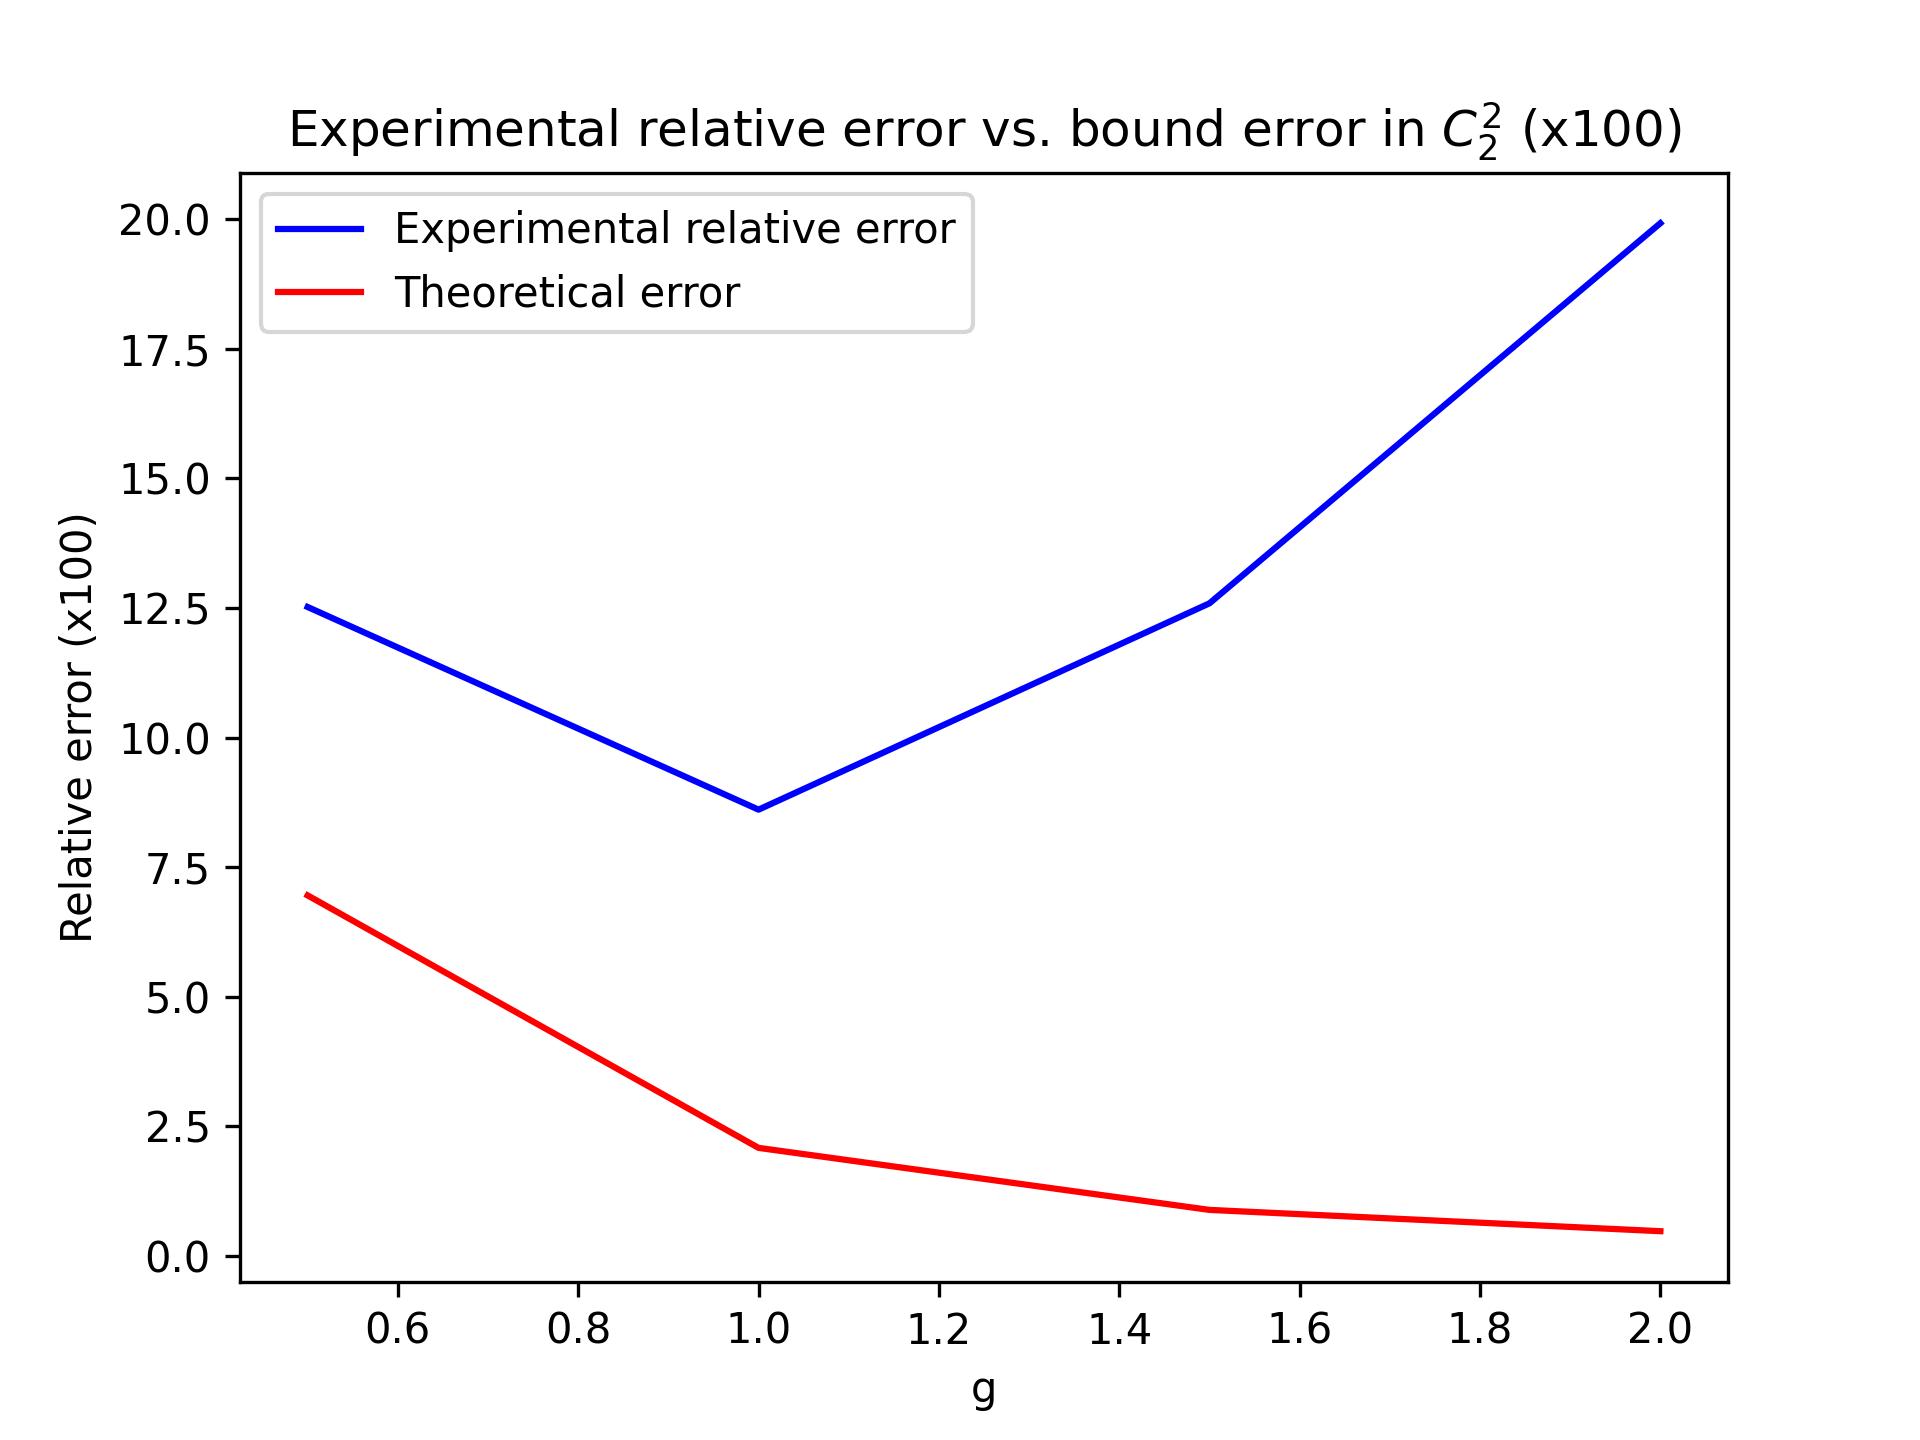 Experimental relative error vs. bound error in $C_2^2$ (x100)
Experimental relative error
Theoretical error
Relative error (x100)
20.0
17.5
15.0
12.5
10.0
7.5
5.0
2.5
0.0
0.6 0.8 1.0 1.2 1.4 1.6 1.8 2.0
g